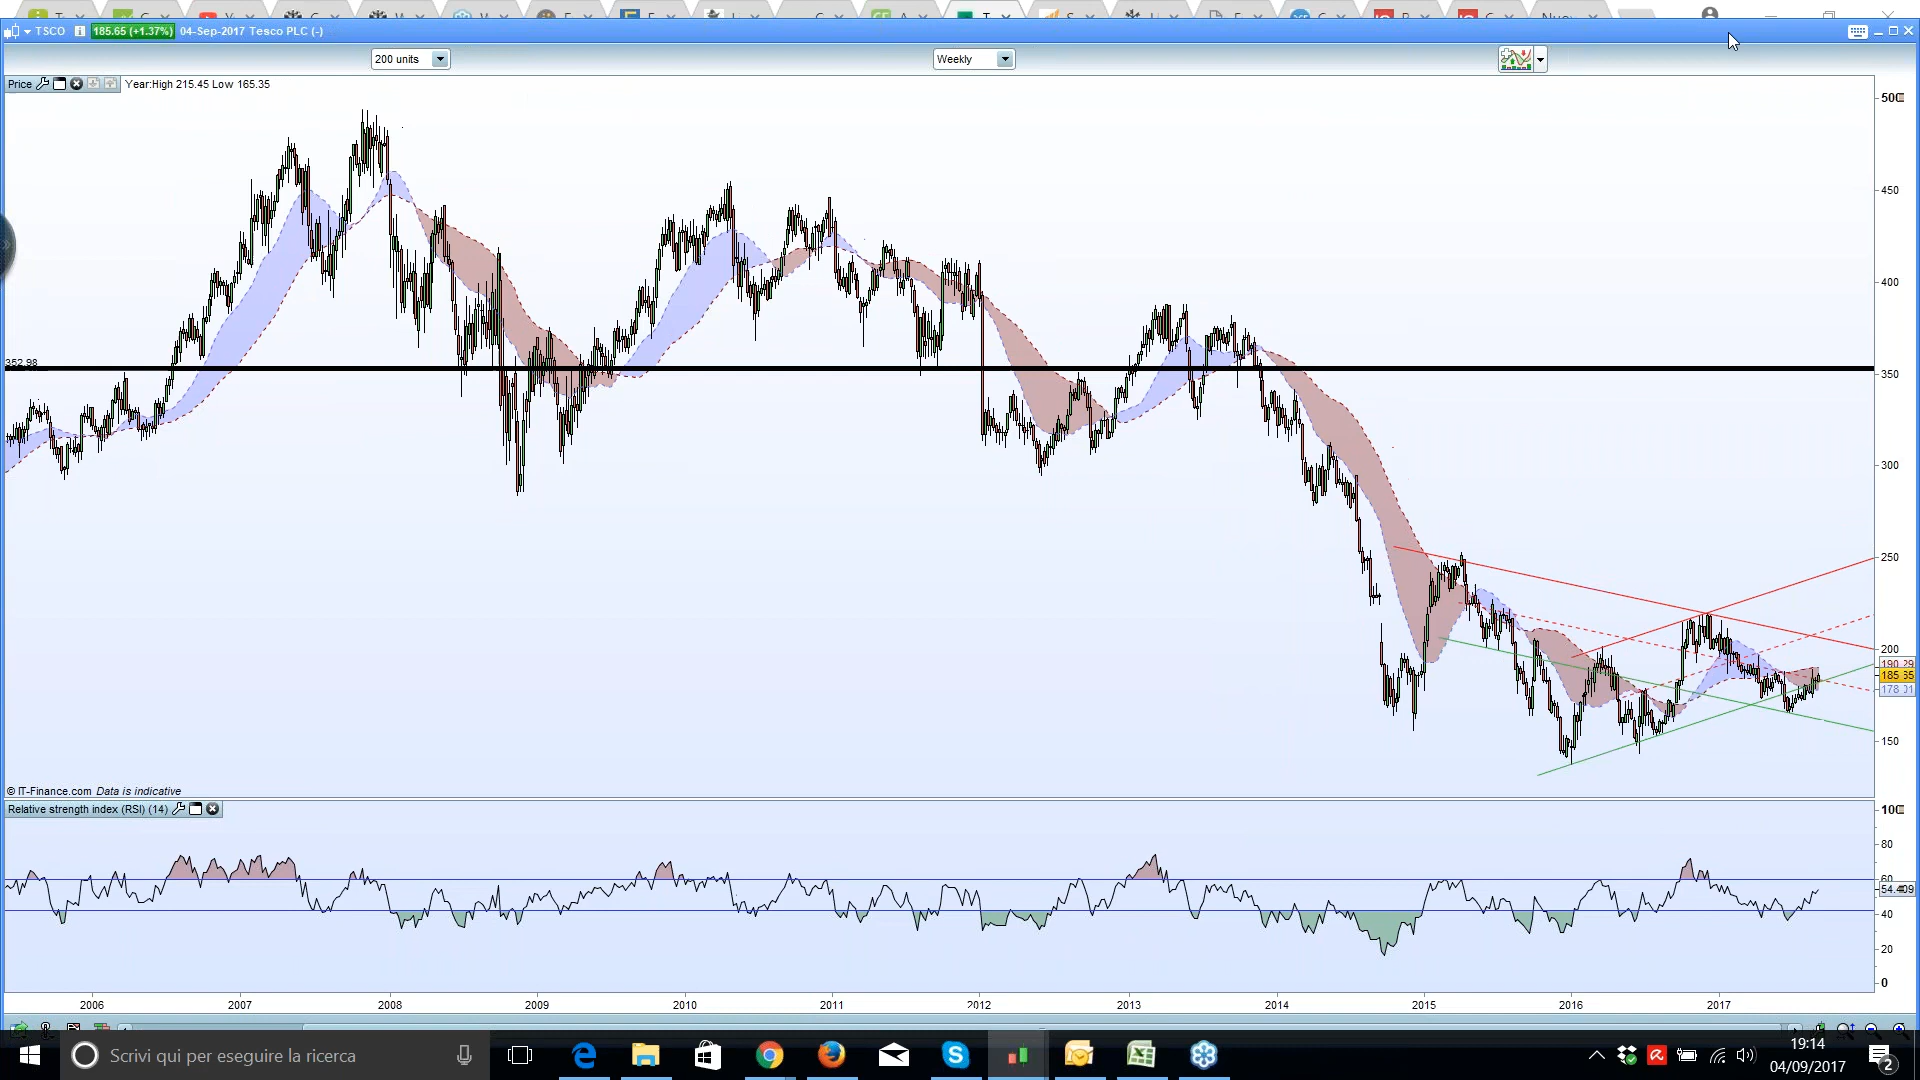 TSCO 185.65 (+1.37%) 04-Sep-2017 Tesco PLC (-)
200 units
Weekly
Price
Year:High 215.45 Low 165.35
500
450
400
352.98
350
300
250
200
190.29
185.65
178.01
150
© IT-Finance.com Data is indicative
Relative strength index (RSI) (14)
100
80
60
54.409
40
20
0
2006 2007 2008 2009 2010 2011 2012 2013 2014 2015 2016 2017
Scrivi qui per eseguire la ricerca
19:14
04/09/2017
2